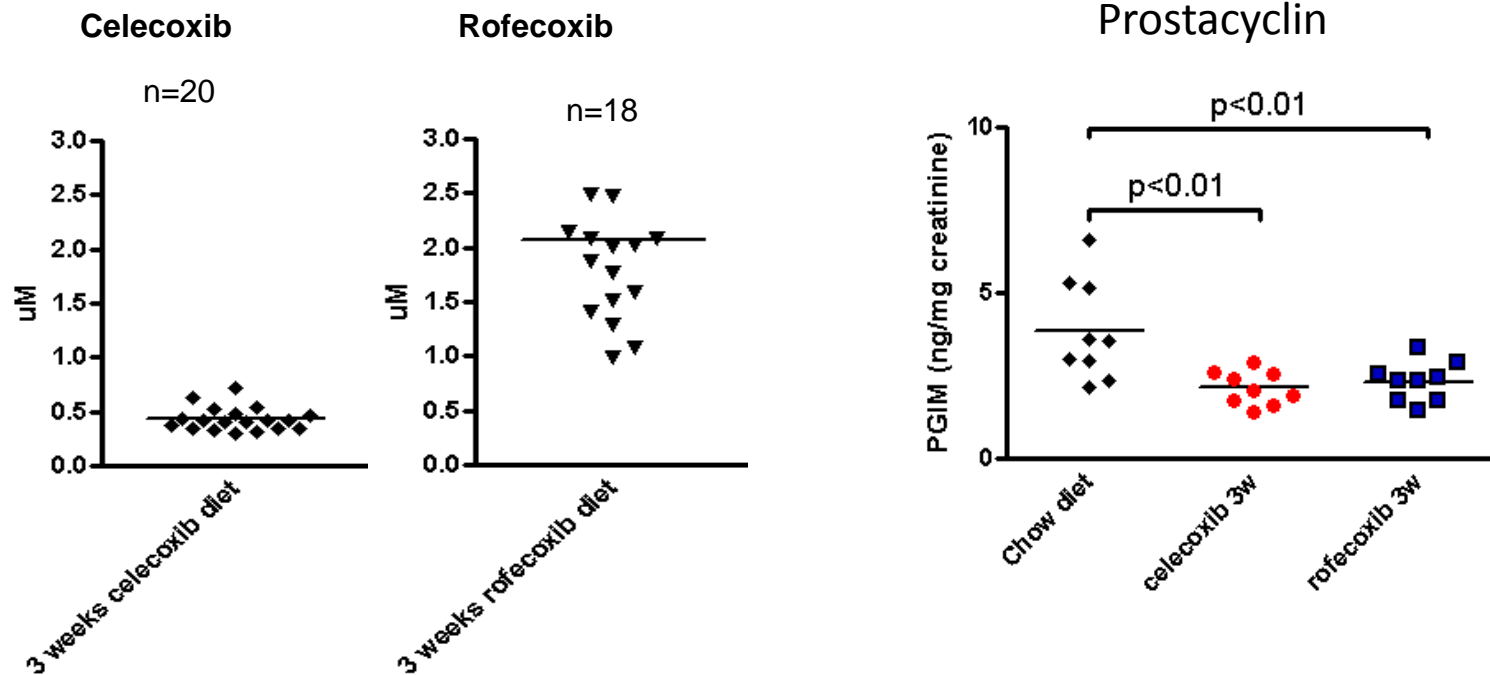 Celecoxib
n=20
3.0
2.5
2.0
1.5
1.0
0.5
0.0
uM
3 weeks celecoxib diet
Rofecoxib
n=18
3.0
2.5
2.0
1.5
1.0
0.5
0.0
uM
3 weeks rofecoxib diet
Prostacyclin
p<0.01
p<0.01
10
5
0
PGIM (ng/mg creatinine)
Chow diet
celecoxib 3w
rofecoxib 3w